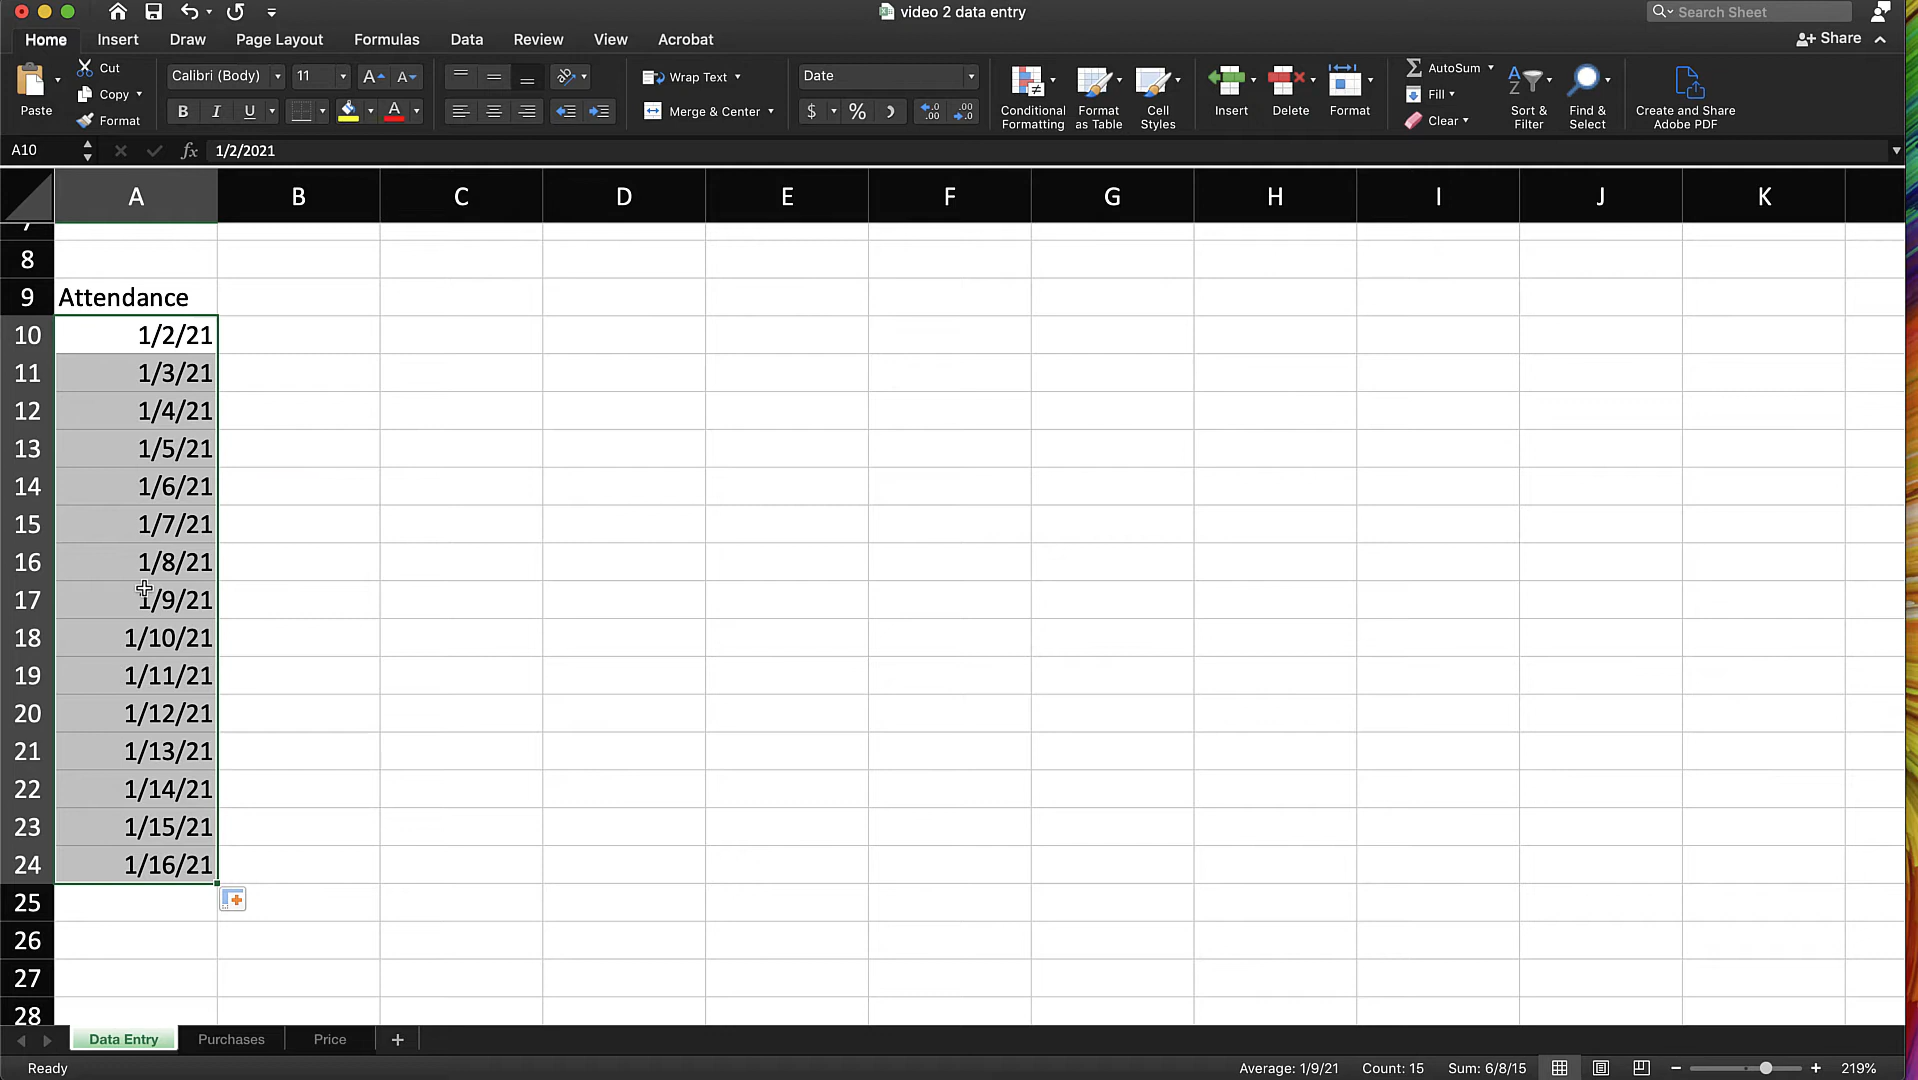 video 2 data entry
Search Sheet
Home Insert Draw Page Layout Formulas Data Review View Acrobat
Share
Paste
Cut
Copy
Format
Calibri (Body) 11
B I U
Wrap Text
Merge & Center
Date
$ % )
Conditional Formatting
Format as Table
Cell Styles
Insert
Delete
Format
AutoSum
Fill
Clear
Sort & Filter
Find & Select
Create and Share Adobe PDF
A10 fx 1/2/2021
A B C D E F G H I J K
7
8
9 Attendance
10 1/2/21
11 1/3/21
12 1/4/21
13 1/5/21
14 1/6/21
15 1/7/21
16 1/8/21
17 1/9/21
18 1/10/21
19 1/11/21
20 1/12/21
21 1/13/21
22 1/14/21
23 1/15/21
24 1/16/21
25
26
27
28
Data Entry Purchases Price +
Ready Average: 1/9/21 Count: 15 Sum: 6/8/15 219%